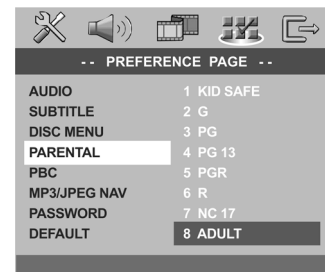 -- PREFERENCE PAGE --
AUDIO 1 KID SAFE
SUBTITLE 2 G
DISC MENU 3 PG
PARENTAL 4 PG 13
PBC 5 PGR
MP3/JPEG NAV 6 R
PASSWORD 7 NC 17
DEFAULT 8 ADULT